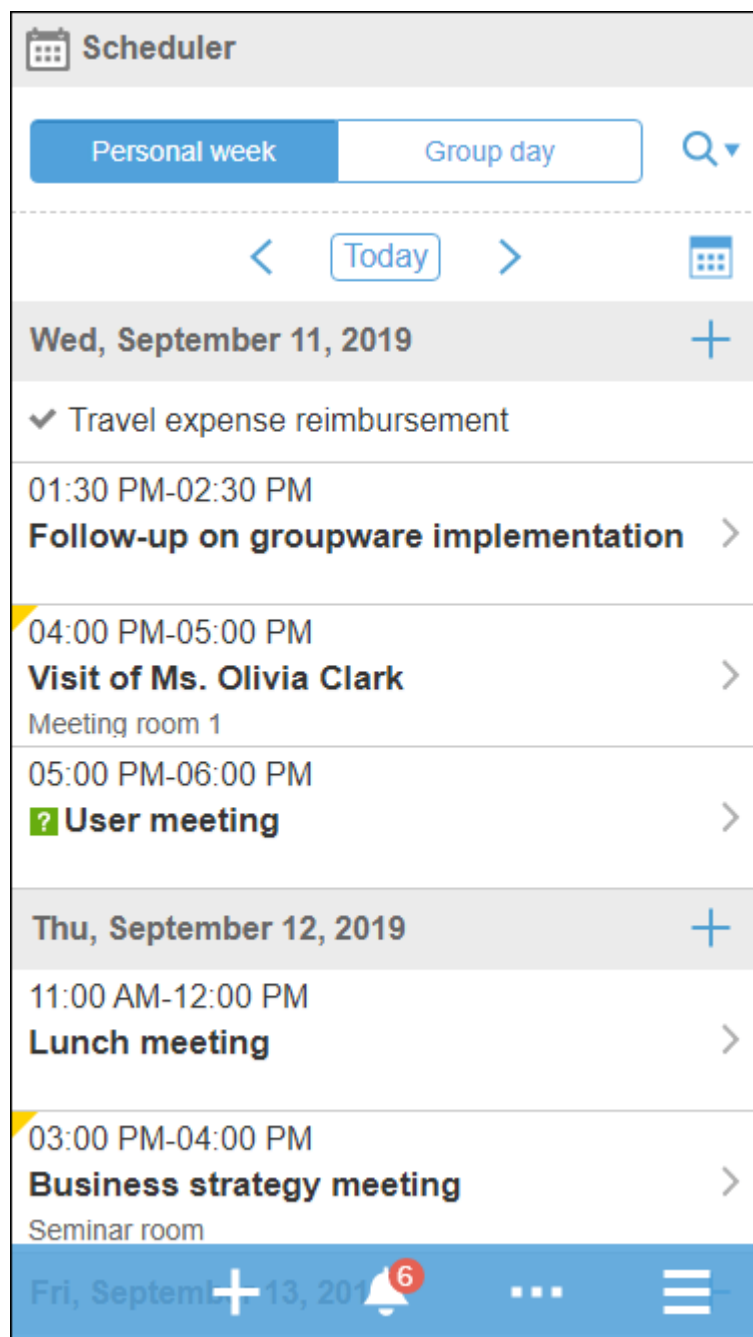 Scheduler
Personal week
Group day
Today
Wed, September 11, 2019
Travel expense reimbursement
01:30 PM-02:30 PM
Follow-up on groupware implementation
04:00 PM-05:00 PM
Visit of Ms. Olivia Clark
Meeting room 1
05:00 PM-06:00 PM
? User meeting
Thu, September 12, 2019
11:00 AM-12:00 PM
Lunch meeting
03:00 PM-04:00 PM
Business strategy meeting
Seminar room
6
Fri, 13,